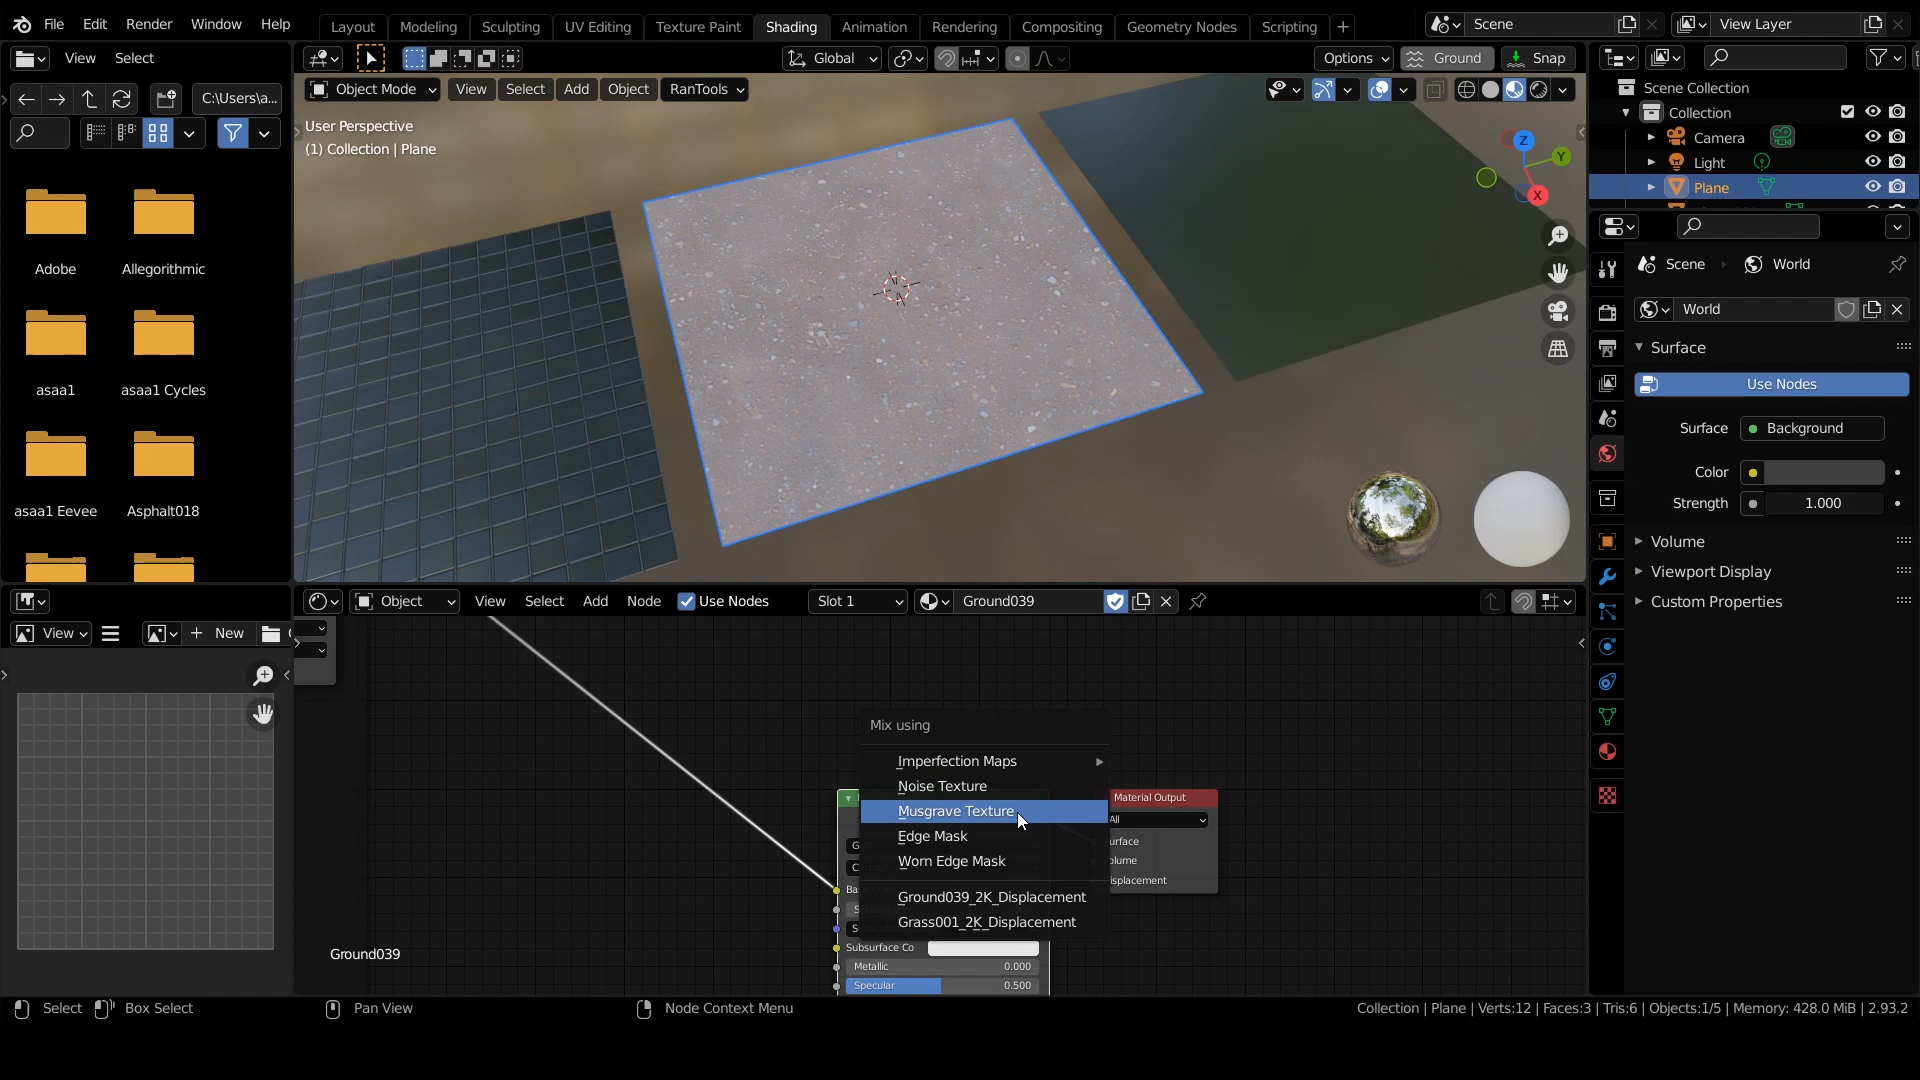 File Edit Render Window Help
Layout Modeling Sculpting UV Editing Texture Paint Shading Animation Rendering Compositing Geometry Nodes Scripting +
Scene
View Layer
View Select
Global
Options Ground Snap
C:\Users\a...
Object Mode View Select Add Object RanTools
User Perspective
(1) Collection | Plane
Z
Y
X
Scene Collection
Collection
Camera
Light
Plane
Adobe
Allegorithmic
asaa1
asaa1 Cycles
asaa1 Eevee
Asphalt018
Scene World
World
Surface
Use Nodes
Surface Background
Color
Strength 1.000
Volume
Viewport Display
Custom Properties
Object View Select Add Node Use Nodes Slot 1 Ground039
View + New
Mix using
Imperfection Maps
Noise Texture
Musgrave Texture
Edge Mask
Worn Edge Mask
Ground039_2K_Displacement
Grass001_2K_Displacement
Material Output
All
urface
olume
isplacement
G
Ba
S
S
Subsurface Co
Metallic 0.000
Specular 0.500
Ground039
Select Box Select Pan View Node Context Menu
Collection | Plane | Verts:12 | Faces:3 | Tris:6 | Objects:1/5 | Memory: 428.0 MiB | 2.93.2